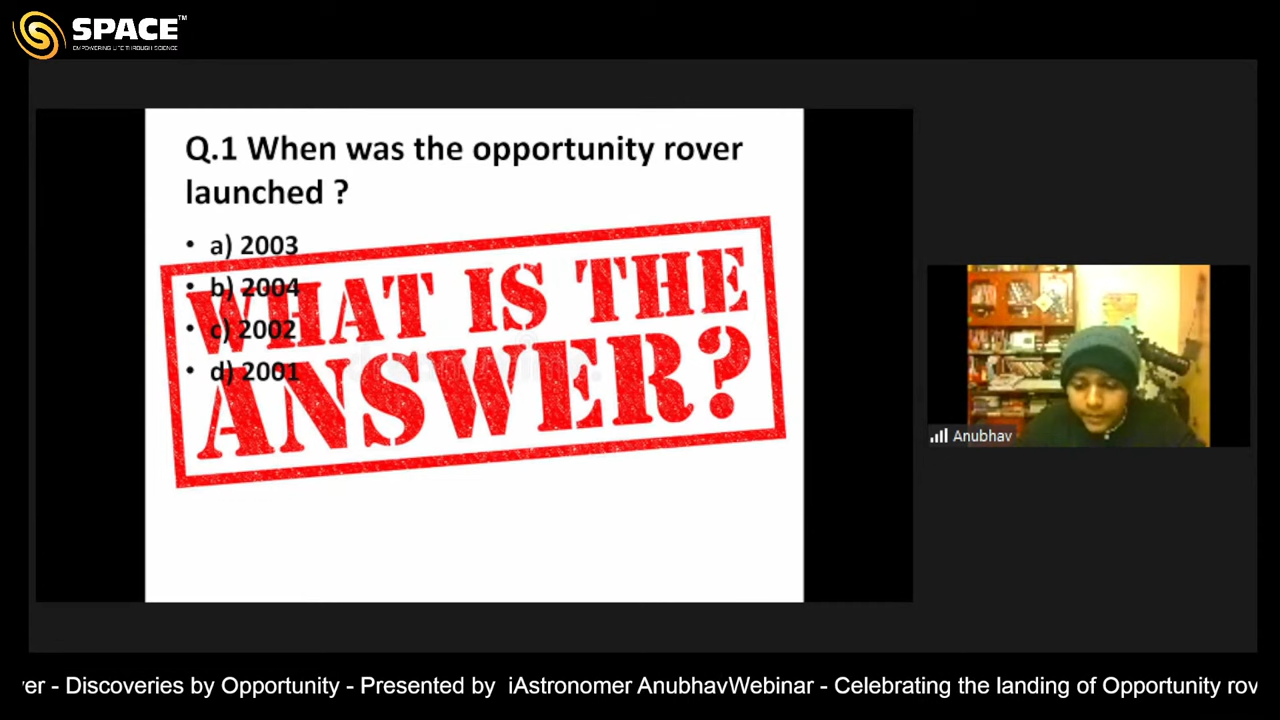 SPACE™
EMPOWERING LIFE THROUGH SCIENCE
Q.1 When was the opportunity rover
launched ?
• a) 2003
• b) 2004
• c) 2002
• d) 2001
WHAT IS THE
ANSWER?
Anubhav
er - Discoveries by Opportunity - Presented by iAstronomer AnubhavWebinar - Celebrating the landing of Opportunity rov